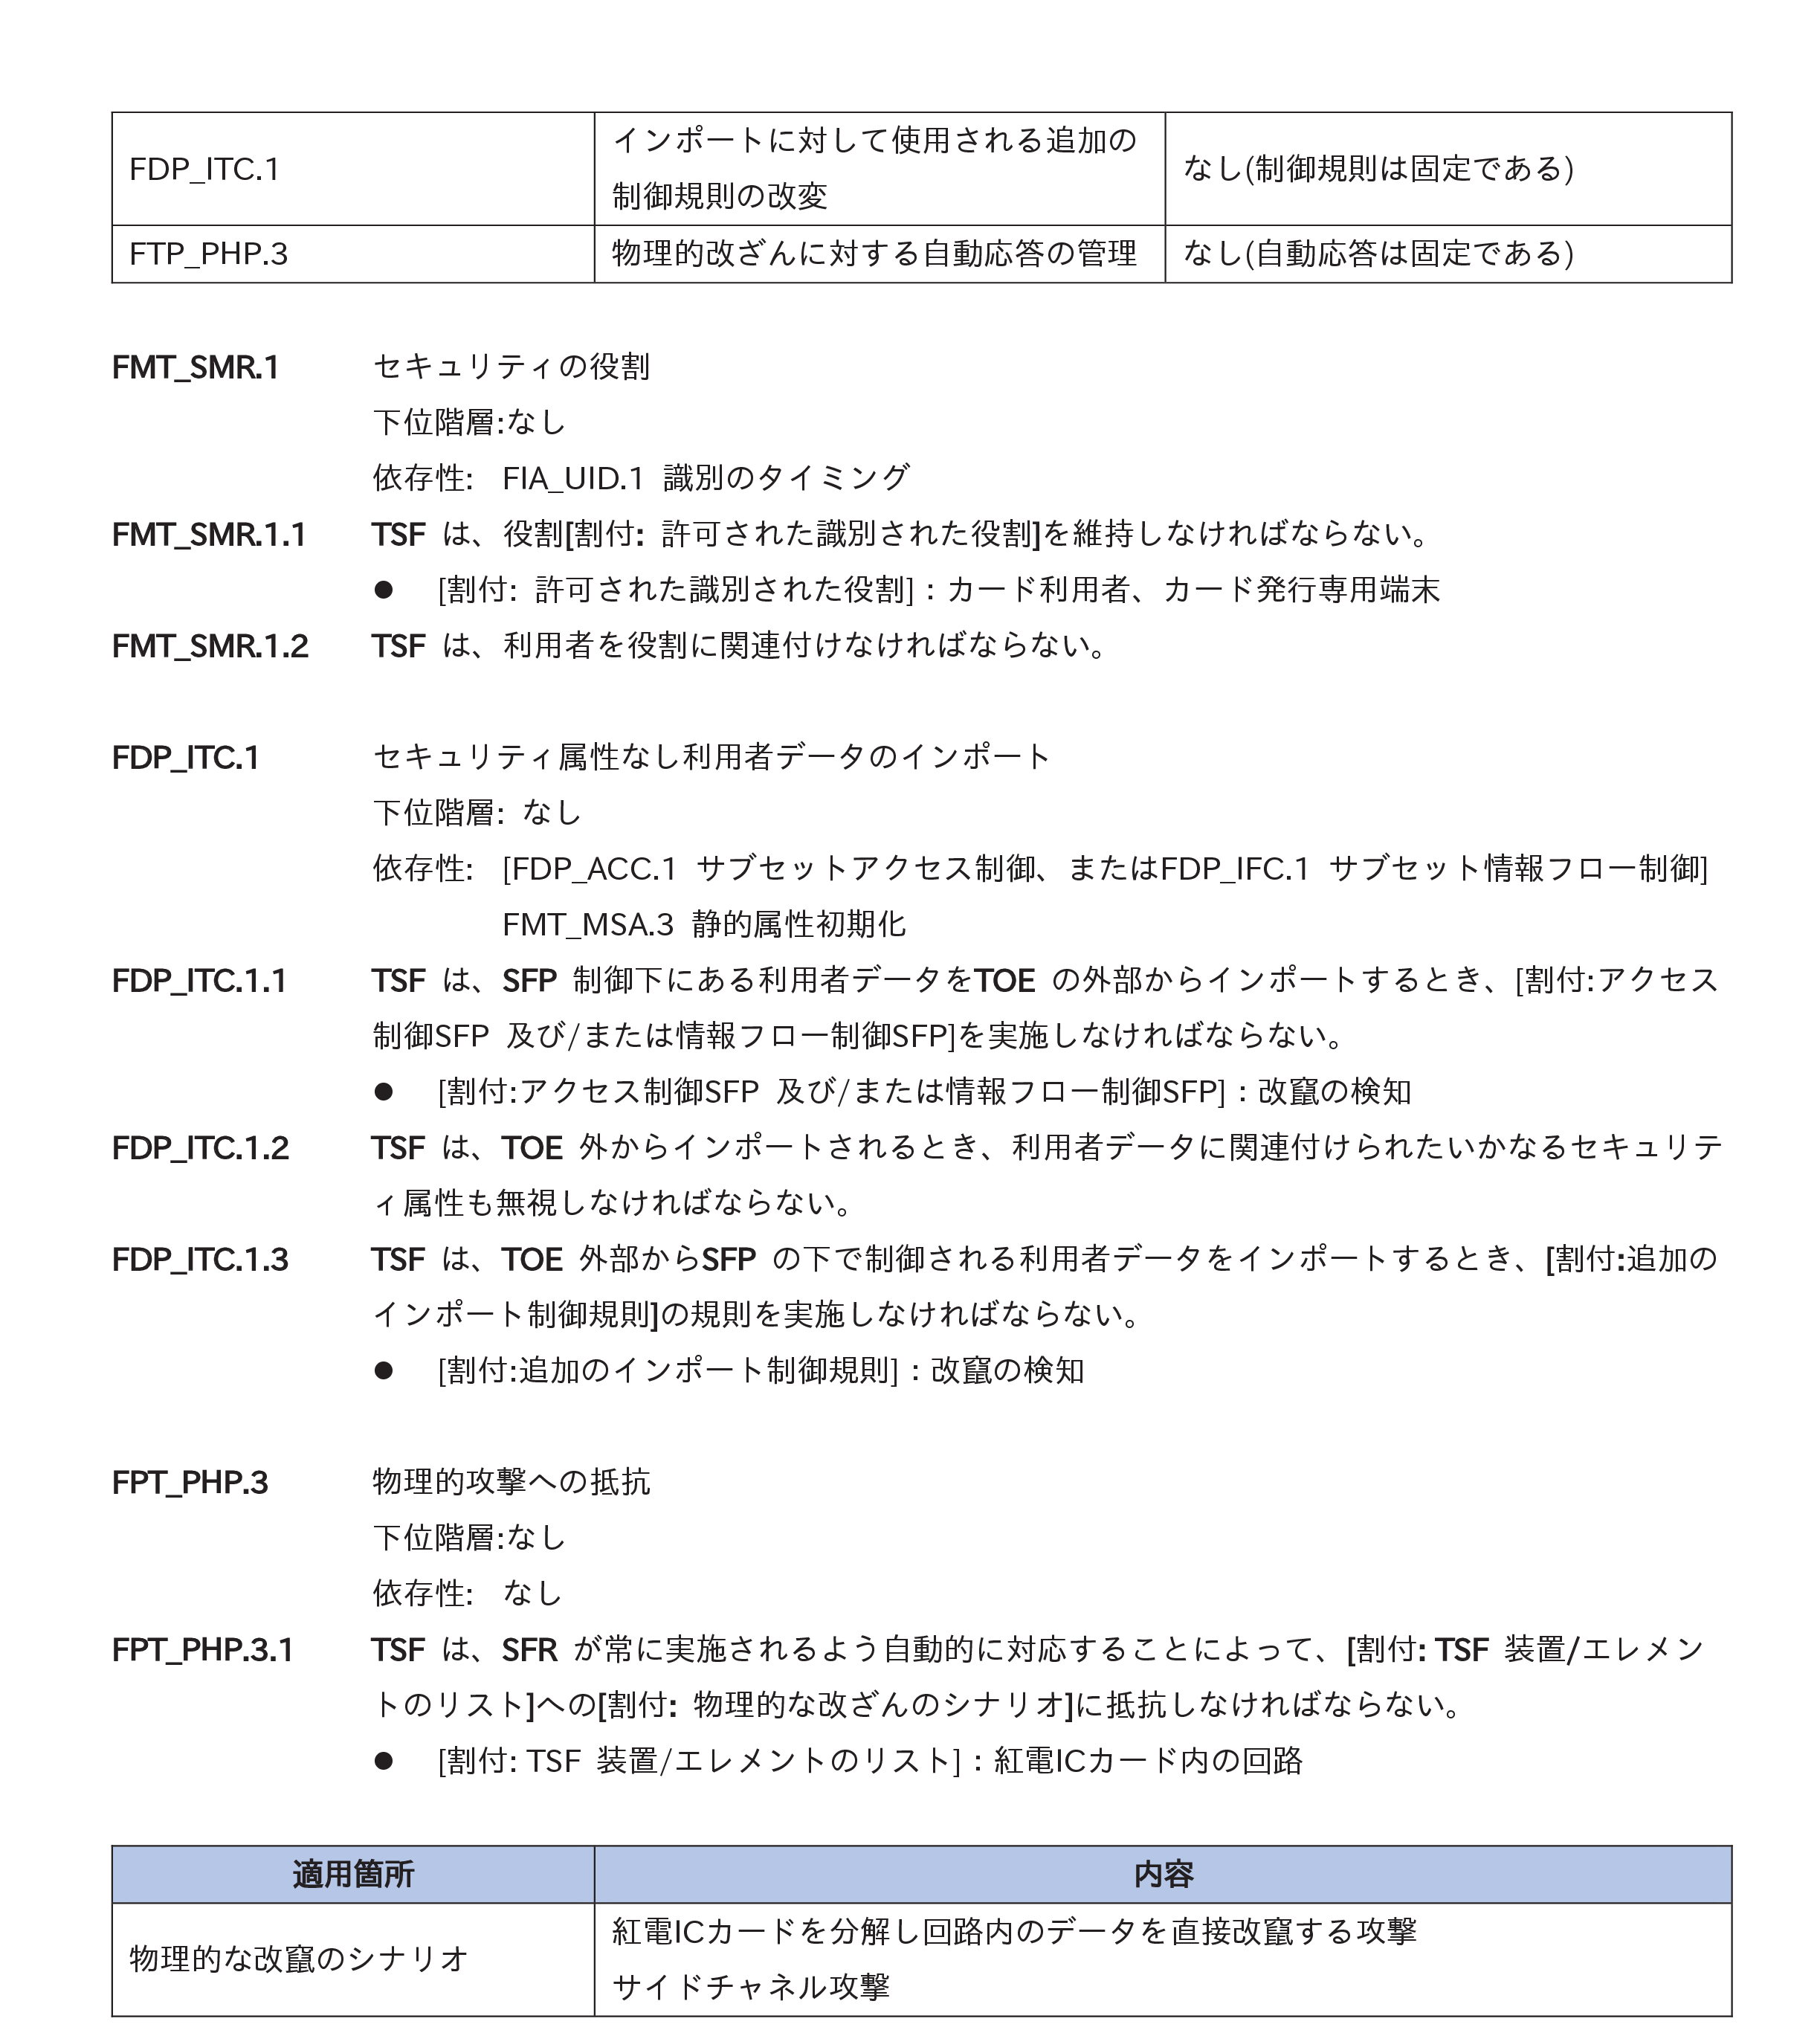 FDP_ITC.1
インポートに対して使用される追加の
制御規則の改変
なし(制御規則は固定である)
FTP_PHP.3
物理的改ざんに対する自動応答の管理
なし(自動応答は固定である)
FMT_SMR.1 セキュリティの役割
下位階層:なし
依存性: FIA_UID.1 識別のタイミング
FMT_SMR.1.1 TSF は、役割[割付: 許可された識別された役割]を維持しなければならない。
● [割付: 許可された識別された役割]：カード利用者、カード発行専用端末
FMT_SMR.1.2 TSF は、利用者を役割に関連付けなければならない。
FDP_ITC.1 セキュリティ属性なし利用者データのインポート
下位階層: なし
依存性: [FDP_ACC.1 サブセットアクセス制御、またはFDP_IFC.1 サブセット情報フロー制御]
FMT_MSA.3 静的属性初期化
FDP_ITC.1.1 TSF は、SFP 制御下にある利用者データをTOE の外部からインポートするとき、[割付:アクセス
制御SFP 及び/または情報フロー制御SFP]を実施しなければならない。
● [割付:アクセス制御SFP 及び/または情報フロー制御SFP]：改竄の検知
FDP_ITC.1.2 TSF は、TOE 外からインポートされるとき、利用者データに関連付けられたいかなるセキュリテ
ィ属性も無視しなければならない。
FDP_ITC.1.3 TSF は、TOE 外部からSFP の下で制御される利用者データをインポートするとき、[割付:追加の
インポート制御規則]の規則を実施しなければならない。
● [割付:追加のインポート制御規則]：改竄の検知
FPT_PHP.3 物理的攻撃への抵抗
下位階層:なし
依存性: なし
FPT_PHP.3.1 TSF は、SFR が常に実施されるよう自動的に対応することによって、[割付: TSF 装置/エレメン
トのリスト]への[割付: 物理的な改ざんのシナリオ]に抵抗しなければならない。
● [割付: TSF 装置/エレメントのリスト]：紅電ICカード内の回路
適用箇所 内容
物理的な改竄のシナリオ
紅電ICカードを分解し回路内のデータを直接改竄する攻撃
サイドチャネル攻撃